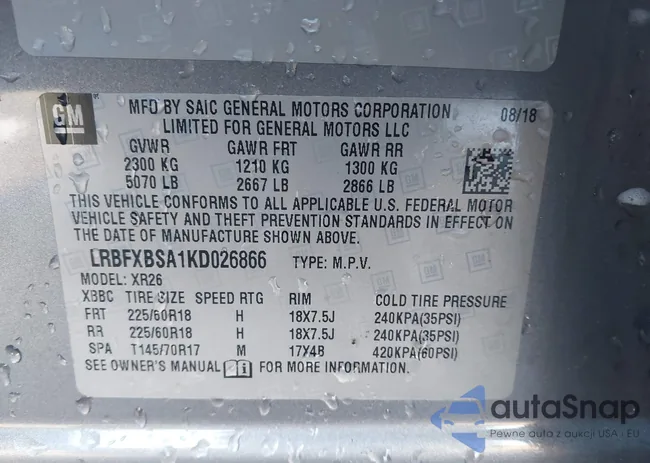 GM
MFD BY SAIC GENERAL MOTORS CORPORATION 08/18
LIMITED FOR GENERAL MOTORS LLC
GVWR GAWR FRT GAWR RR
2300 KG 1210 KG 1300 KG
5070 LB 2667 LB 2866 LB
THIS VEHICLE CONFORMS TO ALL APPLICABLE U.S. FEDERAL MOTOR
VEHICLE SAFETY AND THEFT PREVENTION STANDARDS IN EFFECT ON
THE DATE OF MANUFACTURE SHOWN ABOVE.
LRBFXBSA1KD026866 TYPE: M.P.V.
MODEL: XR26
XBBC TIRE SIZE SPEED RTG RIM COLD TIRE PRESSURE
FRT 225/60R18 H 18X7.5J 240KPA(35PSI)
RR 225/60R18 H 18X7.5J 240KPA(35PSI)
SPA T145/70R17 M 17X4B 420KPA(60PSI)
SEE OWNER'S MANUAL FOR MORE INFORMATION.
autaSnap
Pewne auta z aukcji USA i EU